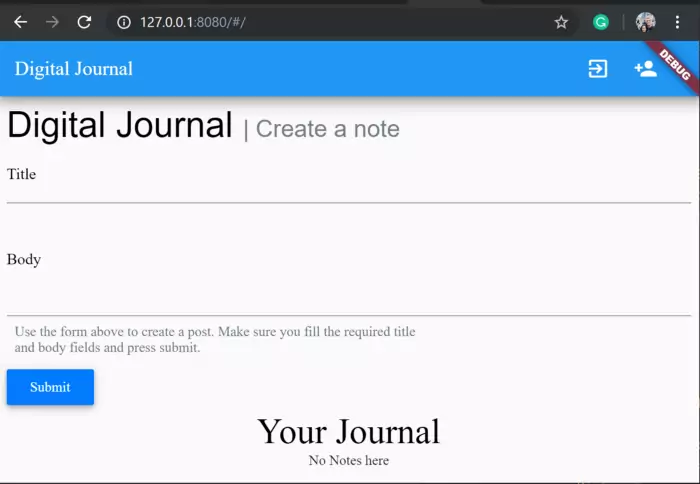 127.0.0.1:8080/#/
Digital Journal
DEBUG
Digital Journal | Create a note
Title
Body
Use the form above to create a post. Make sure you fill the required title
and body fields and press submit.
Submit
Your Journal
No Notes here